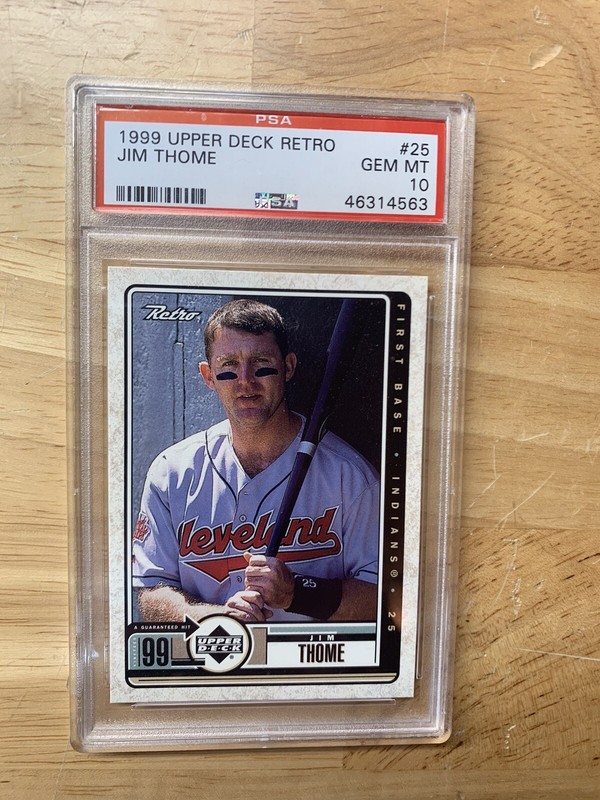 PSA
1999 UPPER DECK RETRO #25
JIM THOME GEM MT
10
PSA 46314563
Retro
FIRST BASE • INDIANS® • 25
Cleveland
25
A GUARANTEED HIT
99
UPPER
DECK
JIM
THOME